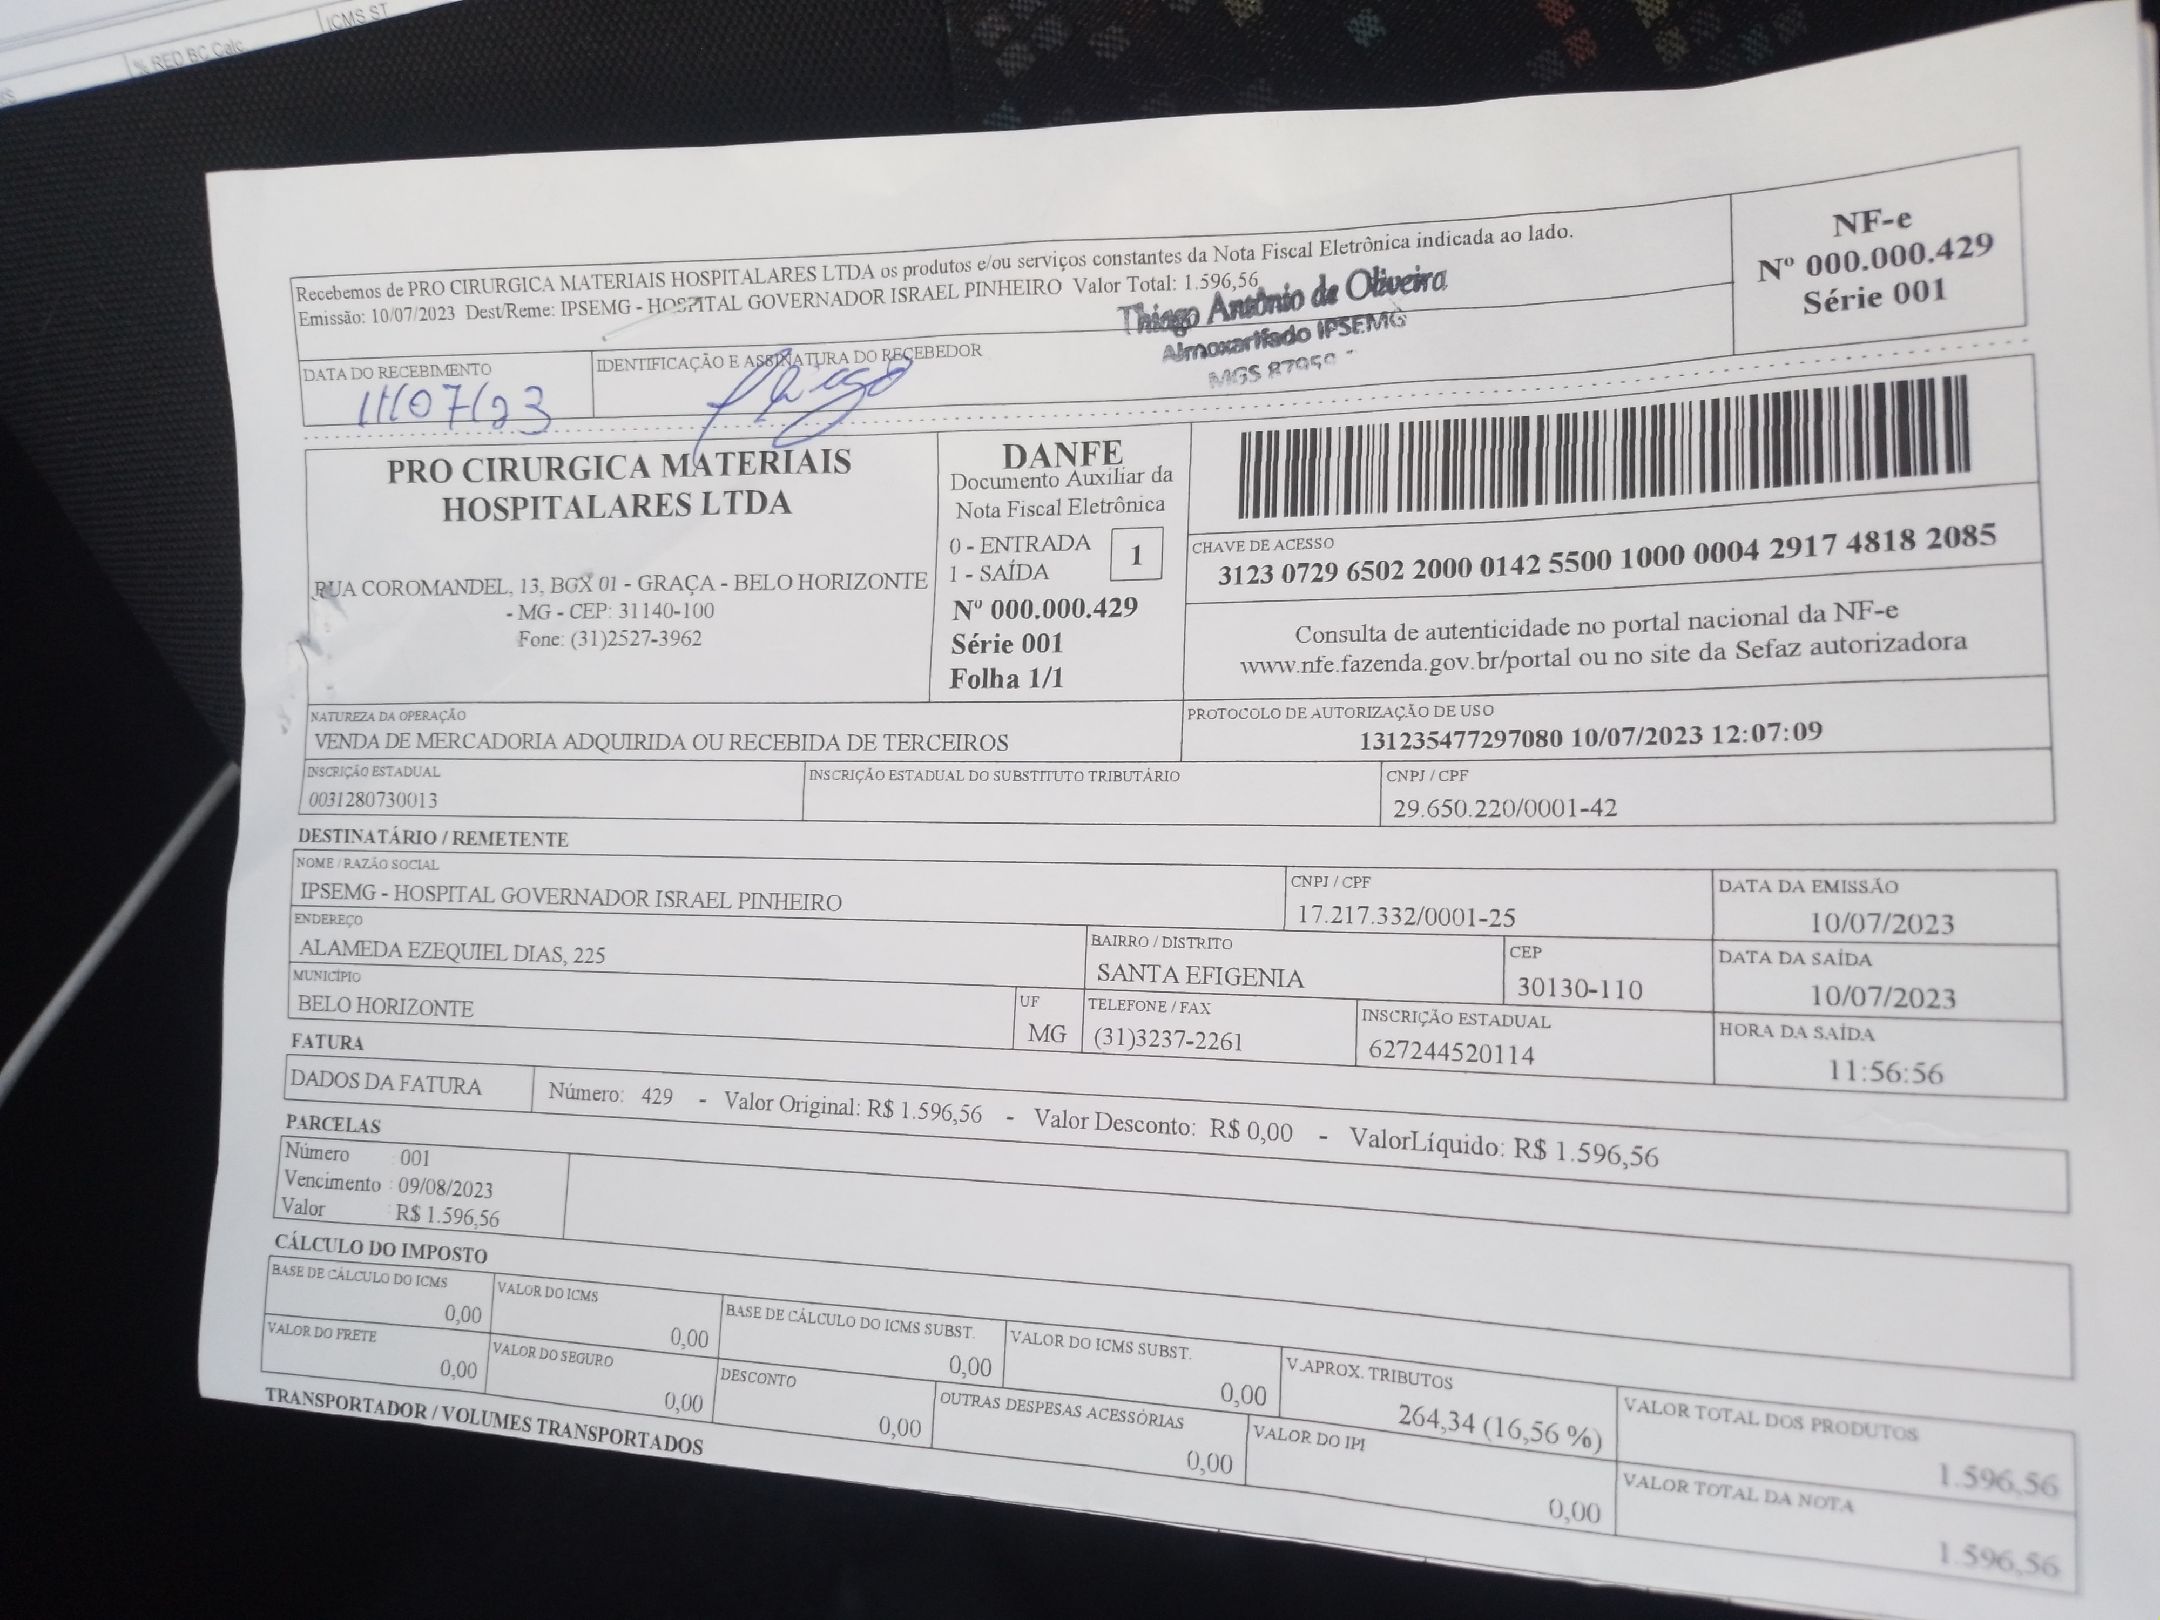 ICMS ST
% RED BC Calc
Recebemos de PRO CIRURGICA MATERIAIS HOSPITALARES LTDA os produtos e/ou serviços constantes da Nota Fiscal Eletrônica indicada ao lado.
Emissão: 10/07/2023 Dest/Reme: IPSEMG - HOSPITAL GOVERNADOR ISRAEL PINHEIRO Valor Total: 1.596,56
Thiago Antônio de Oliveira
Almoxarifado IPSEMG
MGS
NF-e
Nº 000.000.429
Série 001
DATA DO RECEBIMENTO
11/07/23
IDENTIFICAÇÃO E ASSINATURA DO RECEBEDOR
Thiago
PRO CIRURGICA MATERIAIS
HOSPITALARES LTDA
RUA COROMANDEL, 13, BOX 01 - GRAÇA - BELO HORIZONTE
- MG - CEP: 31140-100
Fone: (31)2527-3962
DANFE
Documento Auxiliar da
Nota Fiscal Eletrônica
0 - ENTRADA
1 - SAÍDA
1
Nº 000.000.429
Série 001
Folha 1/1
CHAVE DE ACESSO
3123 0729 6502 2000 0142 5500 1000 0004 2917 4818 2085
Consulta de autenticidade no portal nacional da NF-e
www.nfe.fazenda.gov.br/portal ou no site da Sefaz autorizadora
NATUREZA DA OPERAÇÃO
VENDA DE MERCADORIA ADQUIRIDA OU RECEBIDA DE TERCEIROS
PROTOCOLO DE AUTORIZAÇÃO DE USO
131235477297080 10/07/2023 12:07:09
INSCRIÇÃO ESTADUAL
0031280730013
INSCRIÇÃO ESTADUAL DO SUBSTITUTO TRIBUTÁRIO
CNPJ / CPF
29.650.220/0001-42
DESTINATÁRIO / REMETENTE
NOME / RAZÃO SOCIAL
IPSEMG - HOSPITAL GOVERNADOR ISRAEL PINHEIRO
CNPJ / CPF
17.217.332/0001-25
DATA DA EMISSÃO
10/07/2023
ENDEREÇO
ALAMEDA EZEQUIEL DIAS, 225
BAIRRO / DISTRITO
SANTA EFIGENIA
CEP
30130-110
DATA DA SAÍDA
10/07/2023
MUNICÍPIO
BELO HORIZONTE
UF
MG
TELEFONE / FAX
(31)3237-2261
INSCRIÇÃO ESTADUAL
627244520114
HORA DA SAÍDA
11:56:56
FATURA
DADOS DA FATURA
Número: 429 - Valor Original: R$ 1.596,56 - Valor Desconto: R$ 0,00 - ValorLíquido: R$ 1.596,56
PARCELAS
Número : 001
Vencimento : 09/08/2023
Valor : R$ 1.596,56
CÁLCULO DO IMPOSTO
BASE DE CÁLCULO DO ICMS
0,00
VALOR DO ICMS
0,00
BASE DE CÁLCULO DO ICMS SUBST.
0,00
VALOR DO ICMS SUBST.
0,00
V.APROX. TRIBUTOS
264,34 (16,56 %)
VALOR TOTAL DOS PRODUTOS
1.596,56
VALOR DO FRETE
0,00
VALOR DO SEGURO
0,00
DESCONTO
0,00
OUTRAS DESPESAS ACESSÓRIAS
0,00
VALOR DO IPI
0,00
VALOR TOTAL DA NOTA
1.596,56
TRANSPORTADOR / VOLUMES TRANSPORTADOS